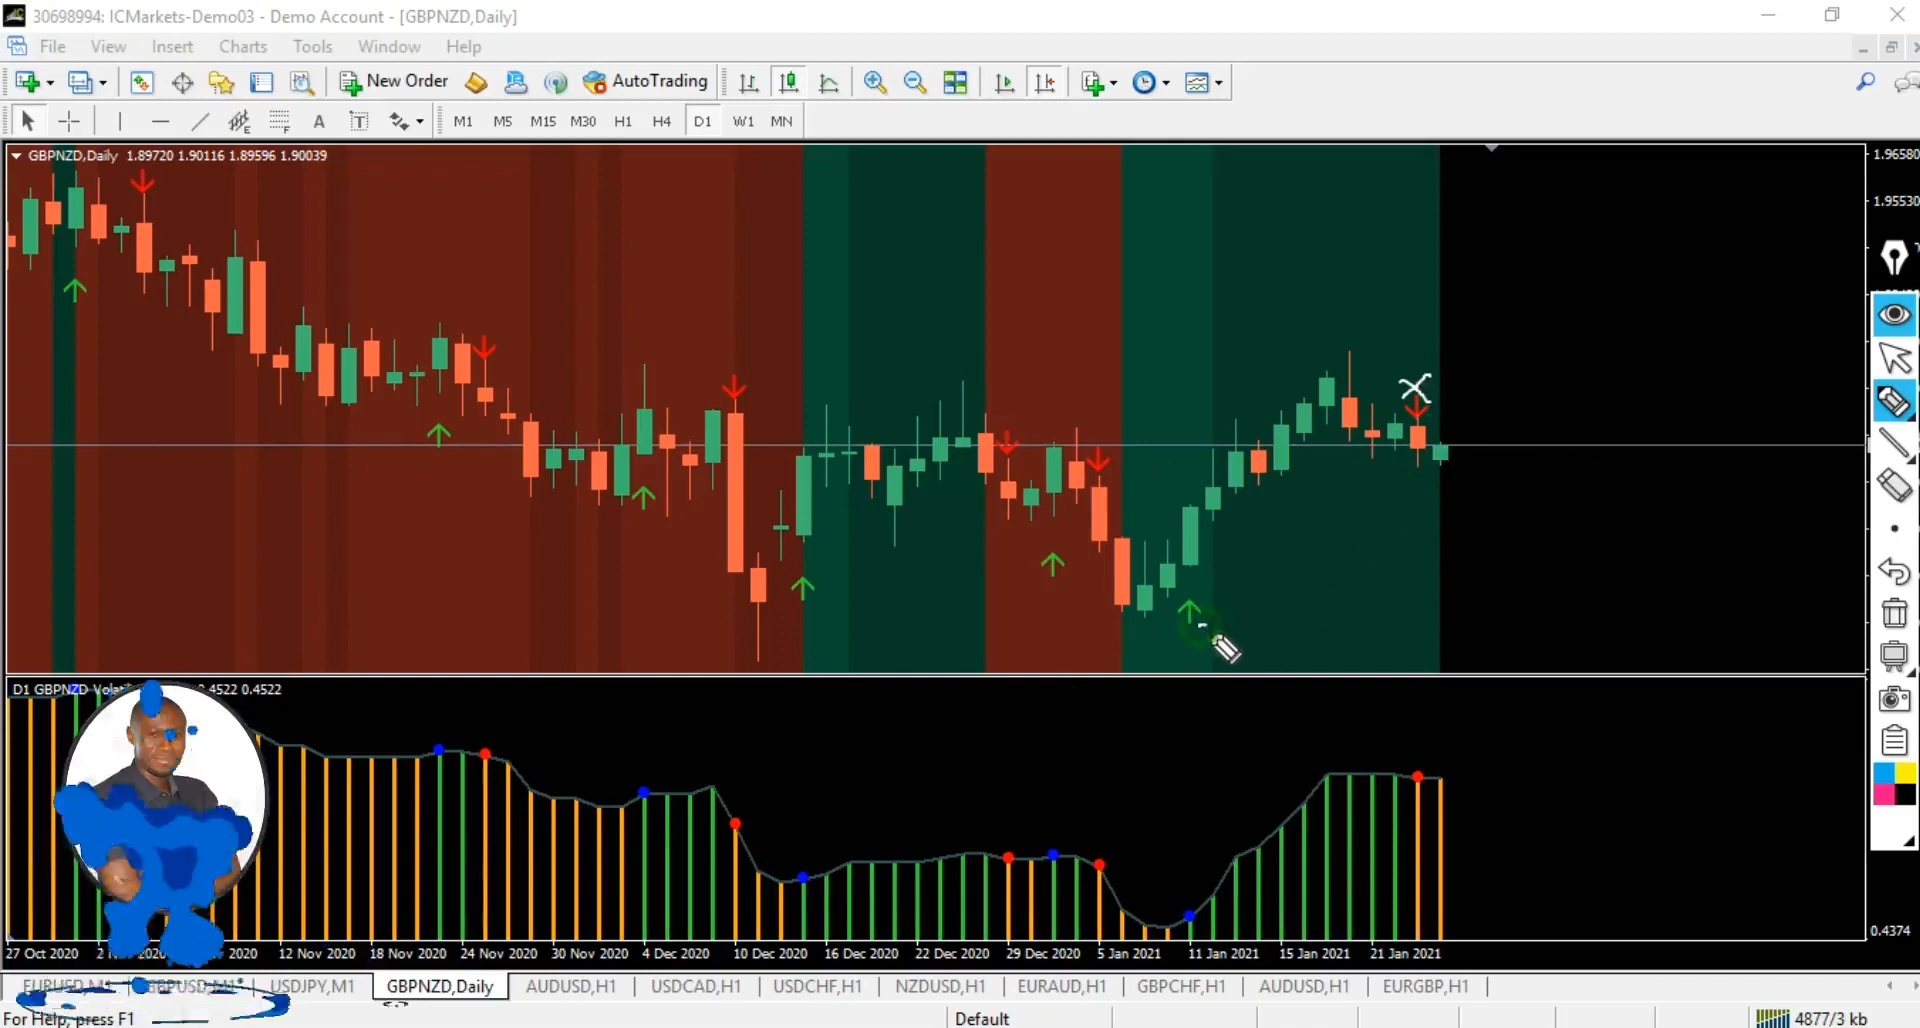 30698994: ICMarkets-Demo03 - Demo Account - [GBPNZD,Daily]
File View Insert Charts Tools Window Help
New Order AutoTrading
A T M1 M5 M15 M30 H1 H4 D1 W1 MN
GBPNZD,Daily 1.89720 1.90116 1.89596 1.90039
1.96580
1.95530
D1 GBPNZD 0.4522 0.4522
0.4374
27 Oct 2020 2 2020 12 Nov 2020 18 Nov 2020 24 Nov 2020 30 Nov 2020 4 Dec 2020 10 Dec 2020 16 Dec 2020 22 Dec 2020 29 Dec 2020 5 Jan 2021 11 Jan 2021 15 Jan 2021 21 Jan 2021
EURUSD,M1 GBPUSD,M1 USDJPY,M1 GBPNZD,Daily AUDUSD,H1 USDCAD,H1 USDCHF,H1 NZDUSD,H1 EURAUD,H1 GBPCHF,H1 AUDUSD,H1 EURGBP,H1
For Help, press F1 Default 4877/3 kb